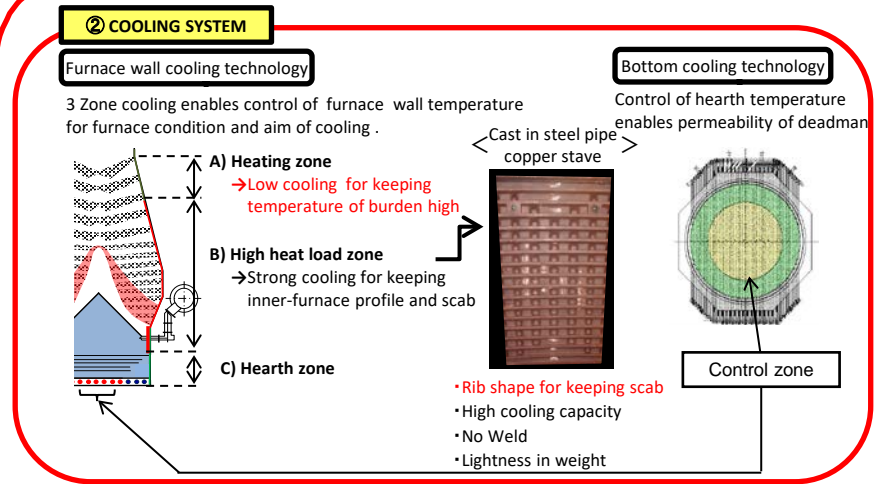 ② COOLING SYSTEM
Furnace wall cooling technology
3 Zone cooling enables control of furnace wall temperature
for furnace condition and aim of cooling .
A) Heating zone
→Low cooling for keeping
temperature of burden high
B) High heat load zone
→Strong cooling for keeping
inner-furnace profile and scab
C) Hearth zone
Cast in steel pipe
copper stave
・Rib shape for keeping scab
・High cooling capacity
・No Weld
・Lightness in weight
Bottom cooling technology
Control of hearth temperature
enables permeability of deadman
Control zone